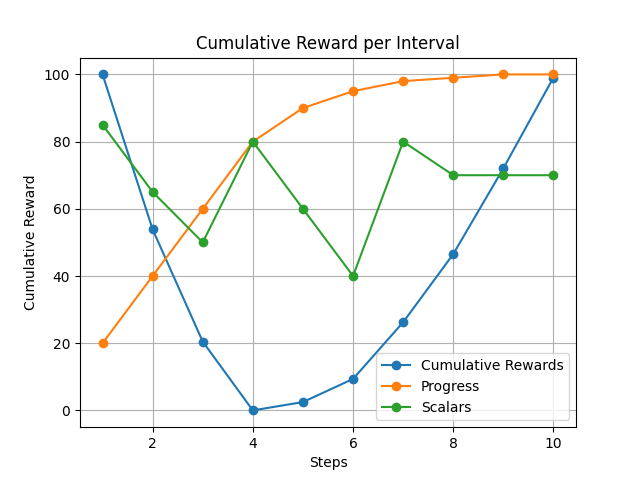 Cumulative Reward per Interval
Cumulative Reward
100
80
60
40
20
0
2
4
6
8
10
Steps
Cumulative Rewards
Progress
Scalars